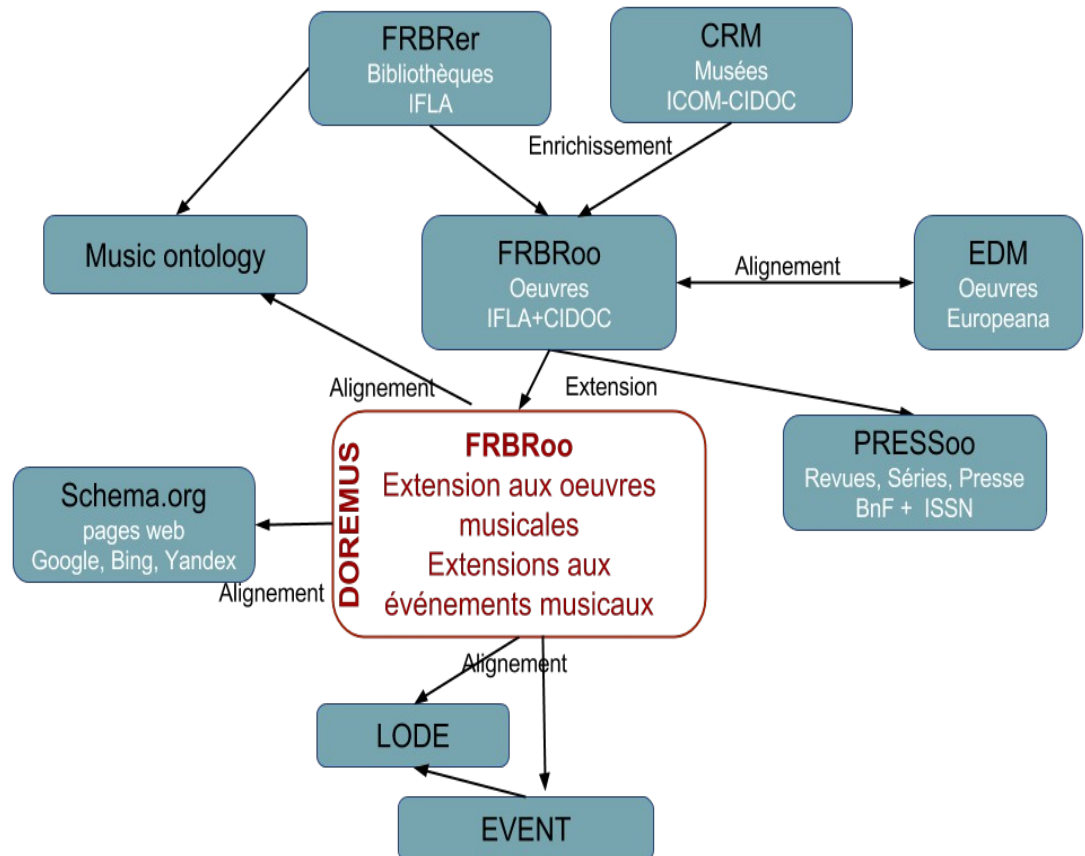 FRBRer
Bibliothèques
IFLA
CRM
Musées
ICOM-CIDOC
Enrichissement
Music ontology
FRBRoo
Oeuvres
IFLA+CIDOC
Alignement
EDM
Oeuvres
Europeana
Alignement
Extension
DOREMUS
FRBRoo
Extension aux oeuvres
musicales
Extensions aux
événements musicaux
PRESSoo
Revues, Séries, Presse
BnF + ISSN
Schema.org
pages web
Google, Bing, Yandex
Alignement
Alignement
LODE
EVENT